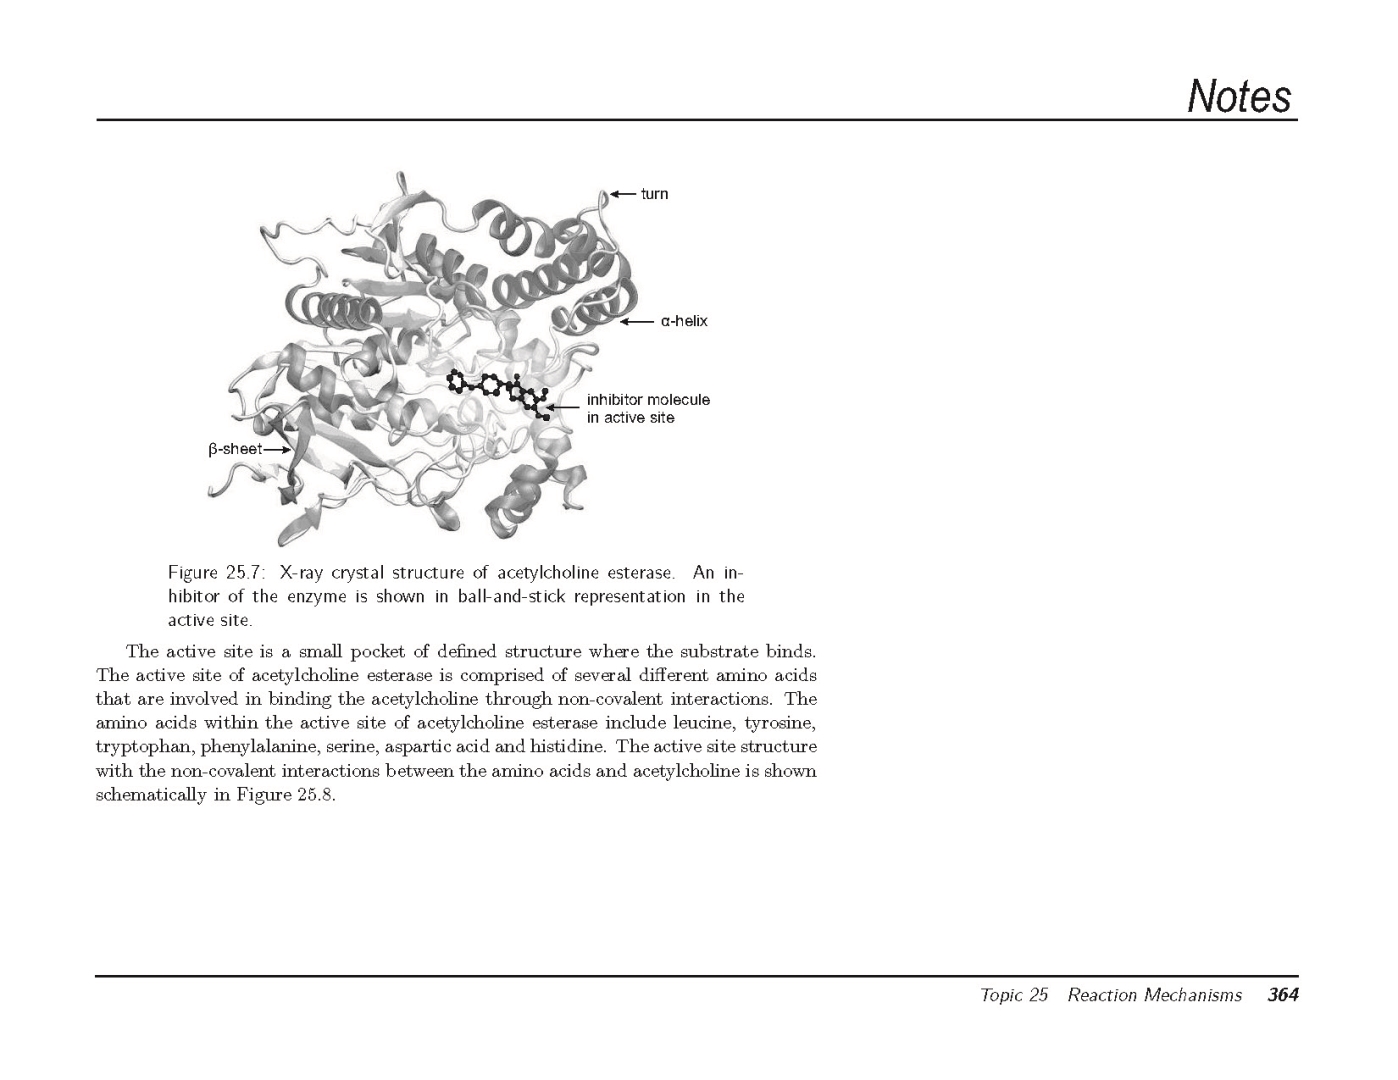 Notes
turn
α-helix
inhibitor molecule
in active site
β-sheet
Figure 25.7: X-ray crystal structure of acetylcholine esterase. An in-
hibitor of the enzyme is shown in ball-and-stick representation in the
active site.
The active site is a small pocket of defined structure where the substrate binds.
The active site of acetylcholine esterase is comprised of several different amino acids
that are involved in binding the acetylcholine through non-covalent interactions. The
amino acids within the active site of acetylcholine esterase include leucine, tyrosine,
tryptophan, phenylalanine, serine, aspartic acid and histidine. The active site structure
with the non-covalent interactions between the amino acids and acetylcholine is shown
schematically in Figure 25.8.
Topic 25 Reaction Mechanisms 364